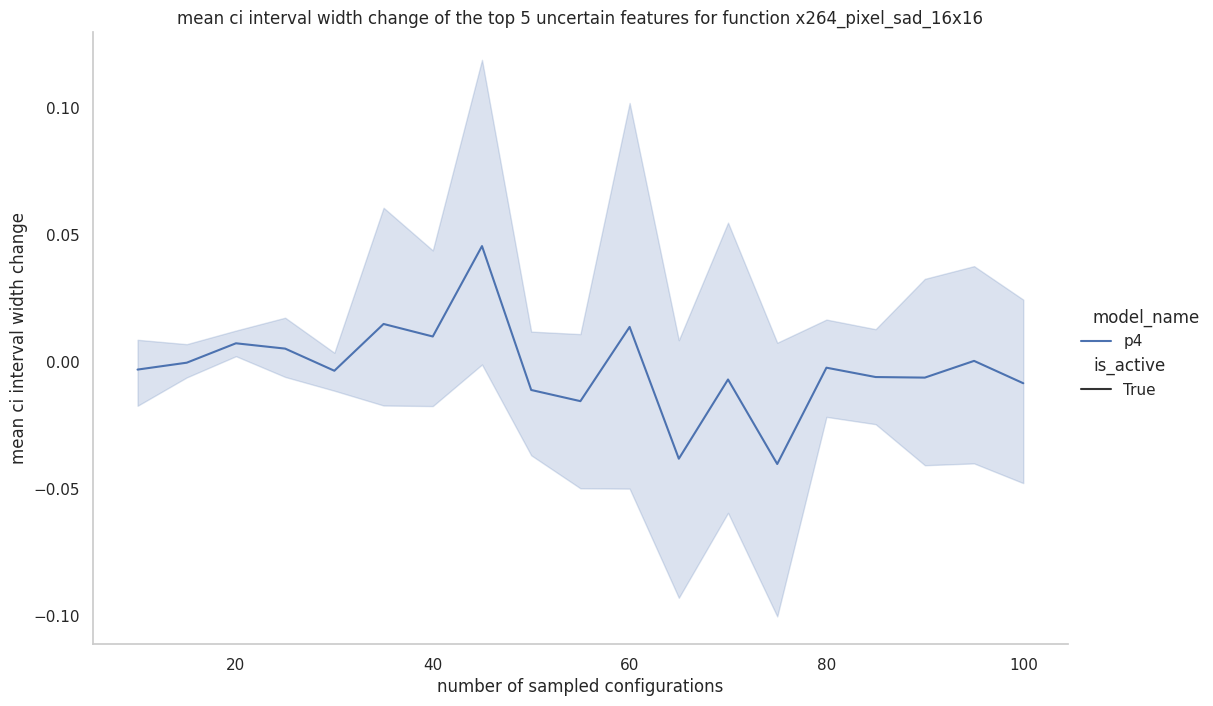 mean ci interval width change of the top 5 uncertain features for function x264_pixel_sad_16x16
mean ci interval width change
0.10
0.05
0.00
−0.05
−0.10
20
40
60
80
100
number of sampled configurations
model_name
p4
is_active
True